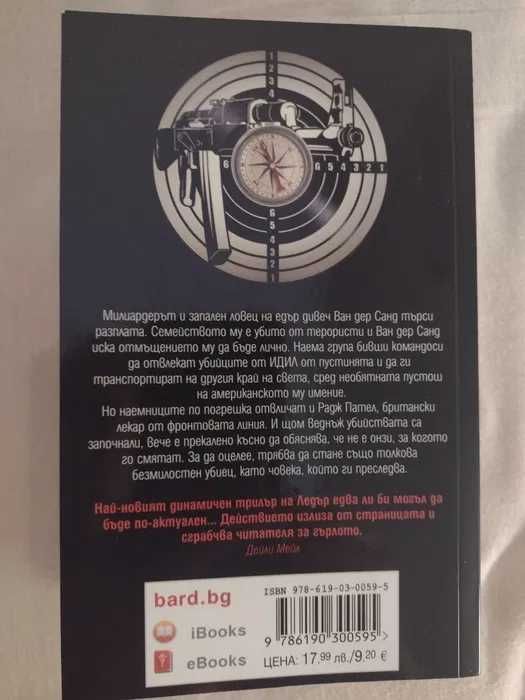 1
2
3
4
6
6 5 4 3 2 1
6
5
4
3
2
1
Милиардерът и запален ловец на едър дивеч Ван дер Санд търси
разплата. Семейството му е убито от терористи и Ван дер Санд
иска отмъщението му да бъде лично. Наема група бивши командоси
да отвлекат убийците от ИДИЛ от пустинята и да ги
транспортират на другия край на света, сред необятната пустош
на американското му имение.
Но наемниците по погрешка отвличат и Радж Пател, британски
лекар от фронтовата линия. И щом веднъж убийствата са
започнали, вече е прекалено късно да обяснява, че не е онзи, за когото
го смятат. За да оцелее, трябва да стане също толкова
безмилостен убиец, като човека, който го преследва.
Най-новият динамичен трилър на Ледър едва ли би могъл да
бъде по-актуален... Действието излиза от страницата и
сграбчва читателя за гърлото.
Дейли Мейл
bard.bg
iBooks
eBooks
ISBN 978-619-03-0059-5
9 786190 300595
ЦЕНА: 17.99 лв./9.20 €